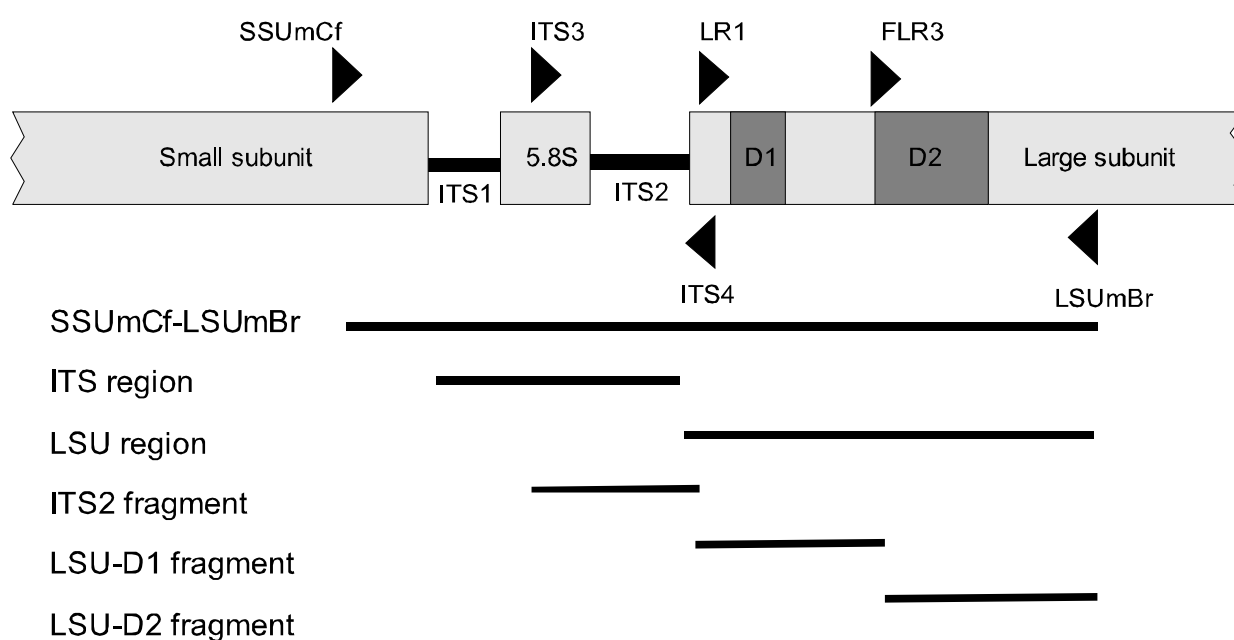 SSUmCf ITS3 LR1 FLR3
Small subunit 5.8S D1 D2 Large subunit
ITS1 ITS2
ITS4 LSUmBr
SSUmCf-LSUmBr
ITS region
LSU region
ITS2 fragment
LSU-D1 fragment
LSU-D2 fragment